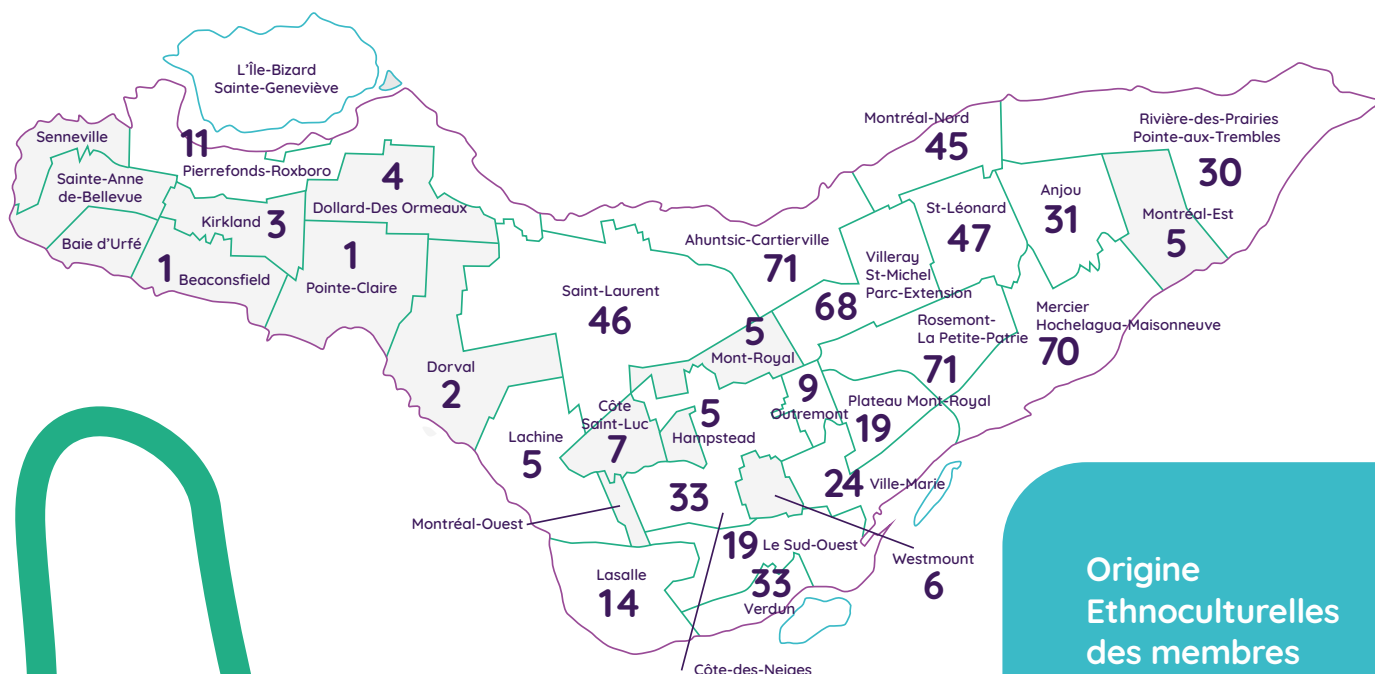 L'Île-Bizard
Sainte-Geneviève
Senneville
11
Pierrefonds-Roxboro
Sainte-Anne
de-Bellevue
4
Dollard-Des Ormeaux
Kirkland 3
Baie d'Urfé
1 Beaconsfield
1
Pointe-Claire
Montréal-Nord
45
Rivière-des-Prairies
Pointe-aux-Trembles
30
Anjou
31
St-Léonard
47
Montréal-Est
5
Ahuntsic-Cartierville
71
Villeray
St-Michel
Parc-Extension
68
Saint-Laurent
46
5
Mont-Royal
Rosemont-
La Petite-Patrie
71
Mercier
Hochelagua-Maisonneuve
70
Dorval
2
9
Outremont
Plateau Mont-Royal
19
Côte
Saint-Luc
7
5
Hampstead
Lachine
5
33
24 Ville-Marie
Montréal-Ouest
19 Le Sud-Ouest
Westmount
6
33
Verdun
Lasalle
14
Côte-des-Neiges
Origine
Ethnoculturelles
des membres